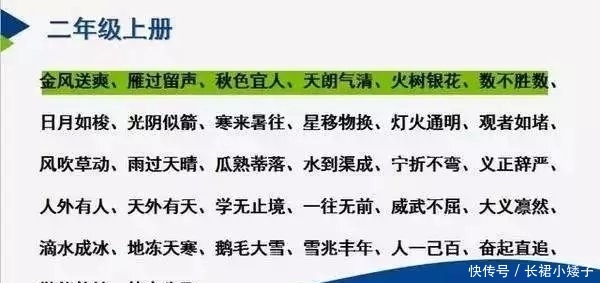 二年级上册
金风送爽、雁过留声、秋色宜人、天朗气清、火树银花、数不胜数、
日月如梭、光阴似箭、寒来暑往、星移物换、灯火通明、观者如堵、
风吹草动、雨过天晴、瓜熟蒂落、水到渠成、宁折不弯、义正辞严、
人外有人、天外有天、学无止境、一往无前、威武不屈、大义凛然、
滴水成冰、地冻天寒、鹅毛大雪、雪兆丰年、人一己百、奋起直追、
快传号 / 长裙小矮子